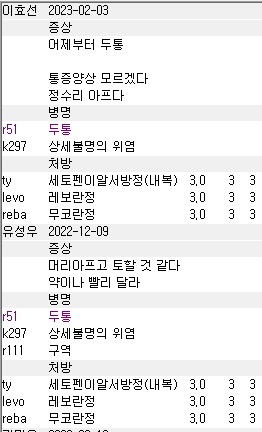 이효선 2023-02-03
증상
어제부터 두통
통증양상 모르겠다
정수리 아프다
병명
r51 두통
k297 상세불명의 위염
처방
ty 세토펜이알서방정(내복) 3.0 3 3
levo 레보란정 3.0 3 3
reba 무코란정 3.0 3 3
유성우 2022-12-09
증상
머리아프고 토할 것 같다
약이나 빨리 달라
병명
r51 두통
k297 상세불명의 위염
r111 구역
처방
ty 세토펜이알서방정(내복) 3.0 3 3
levo 레보란정 3.0 3 3
reba 무코란정 3.0 3 3